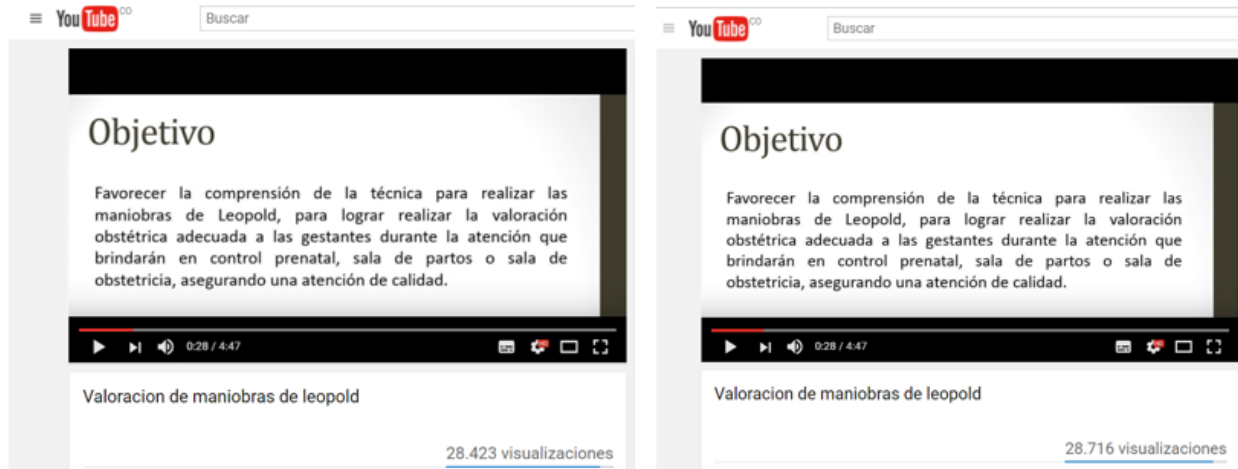 YouTube CO
Buscar
Objetivo
Favorecer la comprensión de la técnica para realizar las
maniobras de Leopold, para lograr realizar la valoración
obstétrica adecuada a las gestantes durante la atención que
brindarán en control prenatal, sala de partos o sala de
obstetricia, asegurando una atención de calidad.
0:28 / 4:47
HD
Valoracion de maniobras de leopold
28.423 visualizaciones
YouTube CO
Buscar
Objetivo
Favorecer la comprensión de la técnica para realizar las
maniobras de Leopold, para lograr realizar la valoración
obstétrica adecuada a las gestantes durante la atención que
brindarán en control prenatal, sala de partos o sala de
obstetricia, asegurando una atención de calidad.
0:28 / 4:47
HD
Valoracion de maniobras de leopold
28.716 visualizaciones